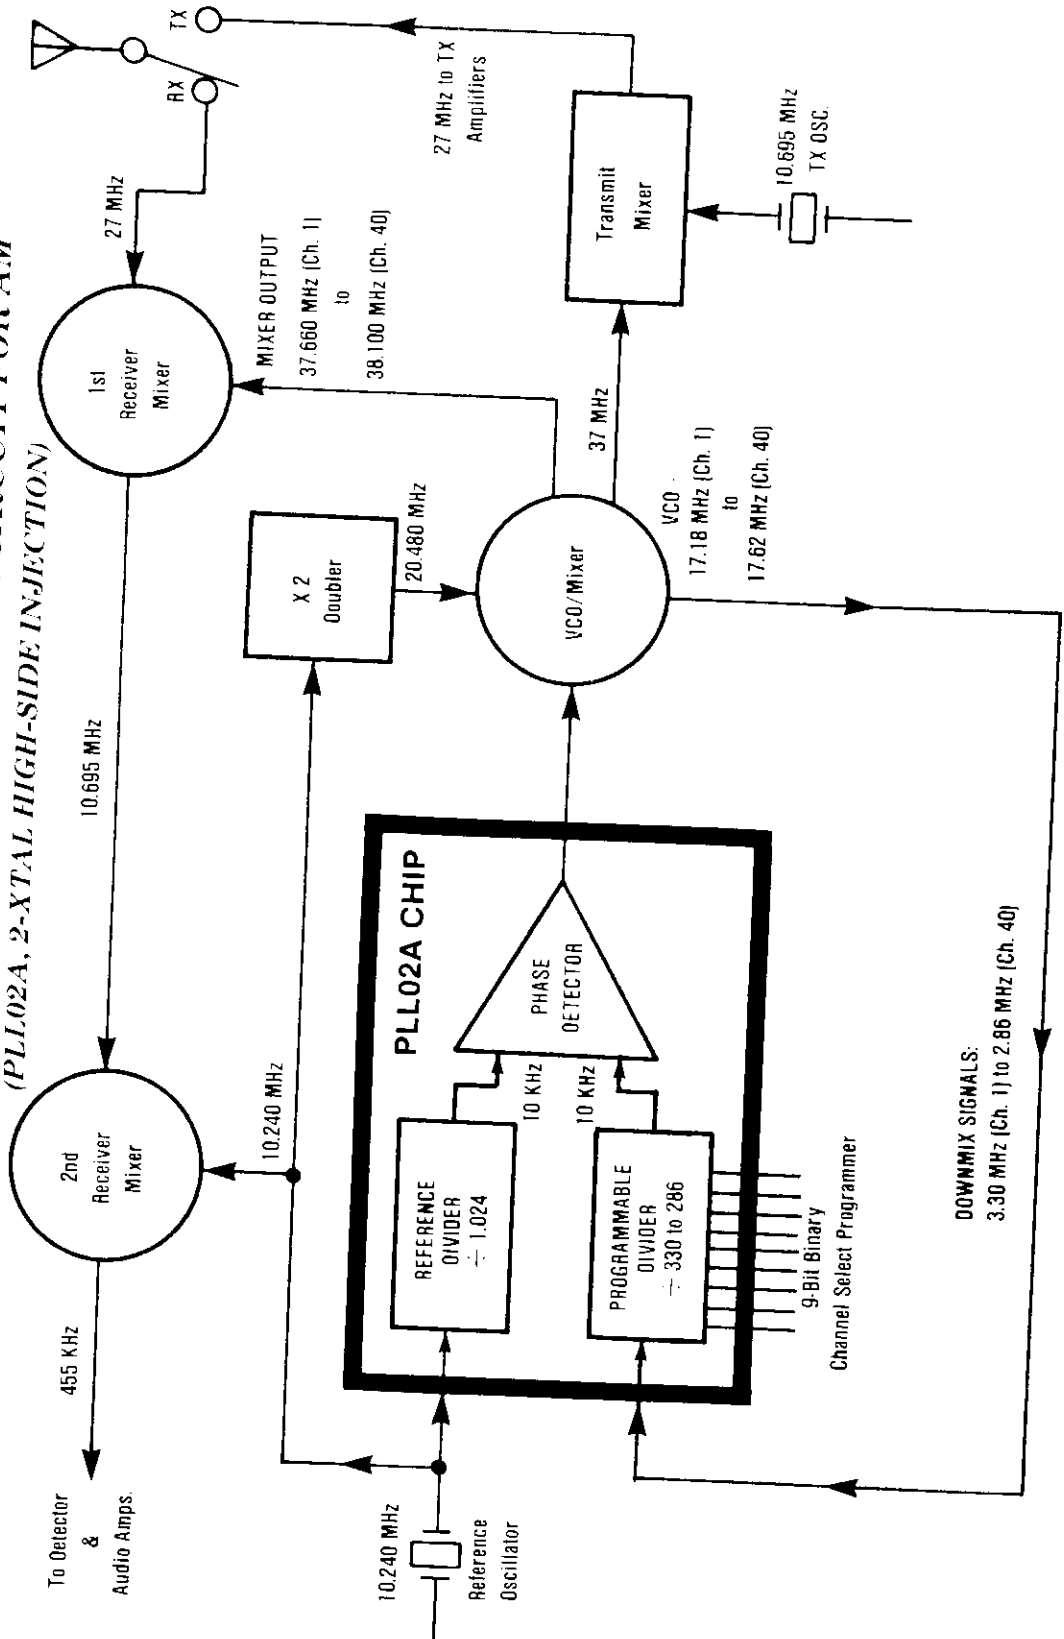 CIRCUIT FOR AM
(PLL02A, 2-XTAL HIGH-SIDE INJECTION)
To Detector
&
Audio Amps.
455 KHz
2nd
Receiver
Mixer
10.695 MHz
1st
Receiver
Mixer
27 MHz
RX
TX
10.240 MHz
X 2
Doubler
20.480 MHz
MIXER OUTPUT
37.660 MHz (Ch. 1)
to
38.100 MHz (Ch. 40)
27 MHz to TX
Amplifiers
10.240 MHz
Reference
Oscillator
PLL02A CHIP
REFERENCE
DIVIDER
÷ 1.024
10 KHz
PHASE
DETECTOR
10 KHz
PROGRAMMABLE
DIVIDER
÷ 330 to 286
9-Bit Binary
Channel Select Programmer
VCO/Mixer
37 MHz
Transmit
Mixer
10.695 MHz
TX OSC.
VCO
17.18 MHz (Ch. 1)
to
17.62 MHz (Ch. 40)
DOWNMIX SIGNALS:
3.30 MHz (Ch. 1) to 2.86 MHz (Ch. 40)